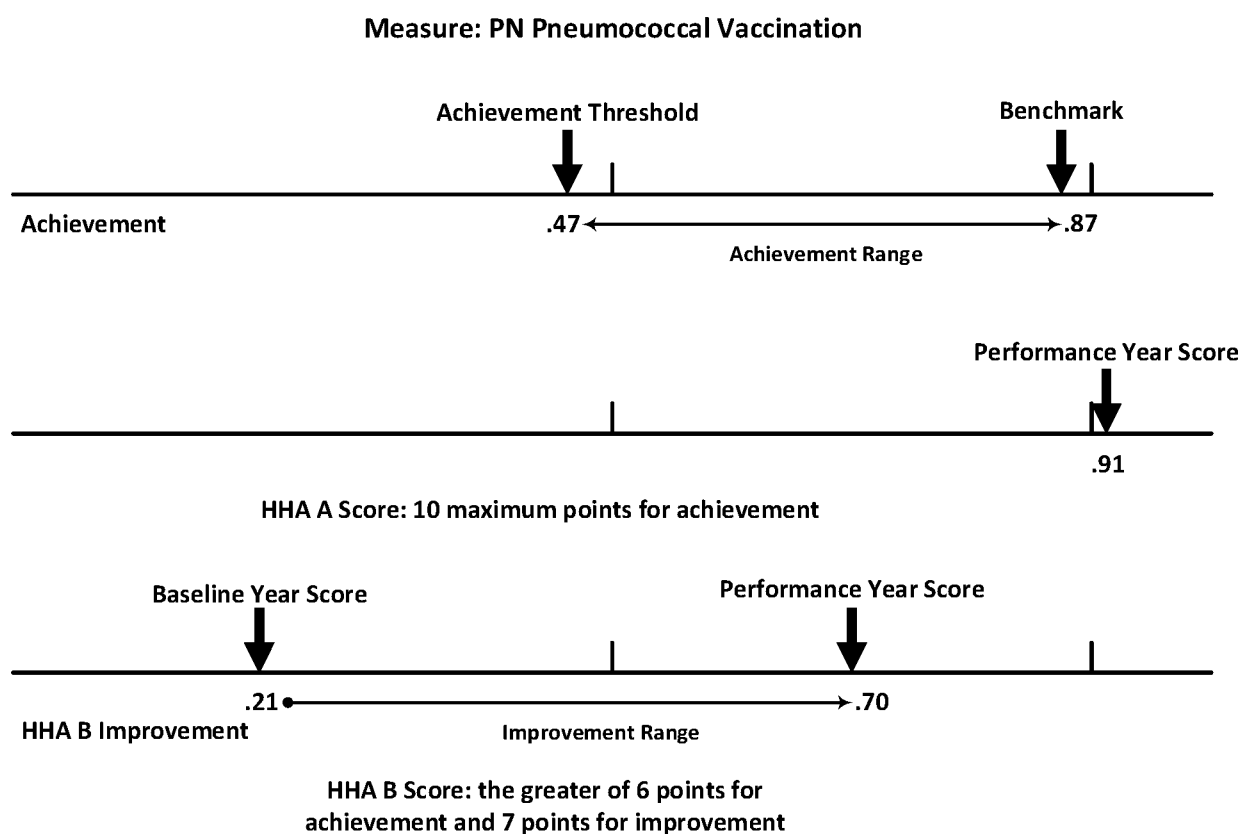 Measure: PN Pneumococcal Vaccination
Achievement Threshold
Benchmark
Achievement
.47
.87
Achievement Range
Performance Year Score
.91
HHA A Score: 10 maximum points for achievement
Baseline Year Score
Performance Year Score
.21
.70
HHA B Improvement
Improvement Range
HHA B Score: the greater of 6 points for
achievement and 7 points for improvement